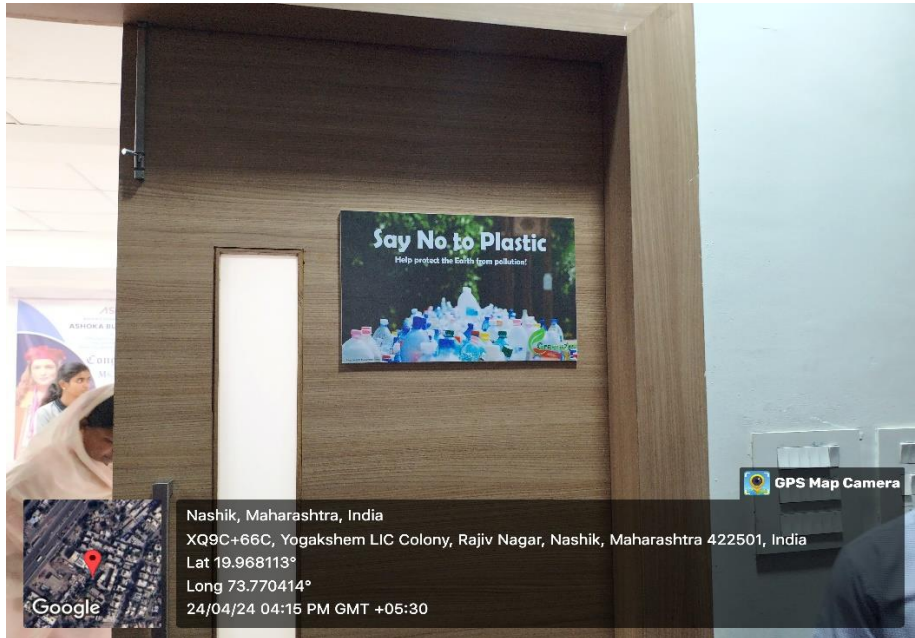 Say No to Plastic
Help protect the Earth from pollution!
ASHOKA BU
GPS Map Camera
Nashik, Maharashtra, India
XQ9C+66C, Yogakshem LIC Colony, Rajiv Nagar, Nashik, Maharashtra 422501, India
Lat 19.968113°
Long 73.770414°
24/04/24 04:15 PM GMT +05:30
Google